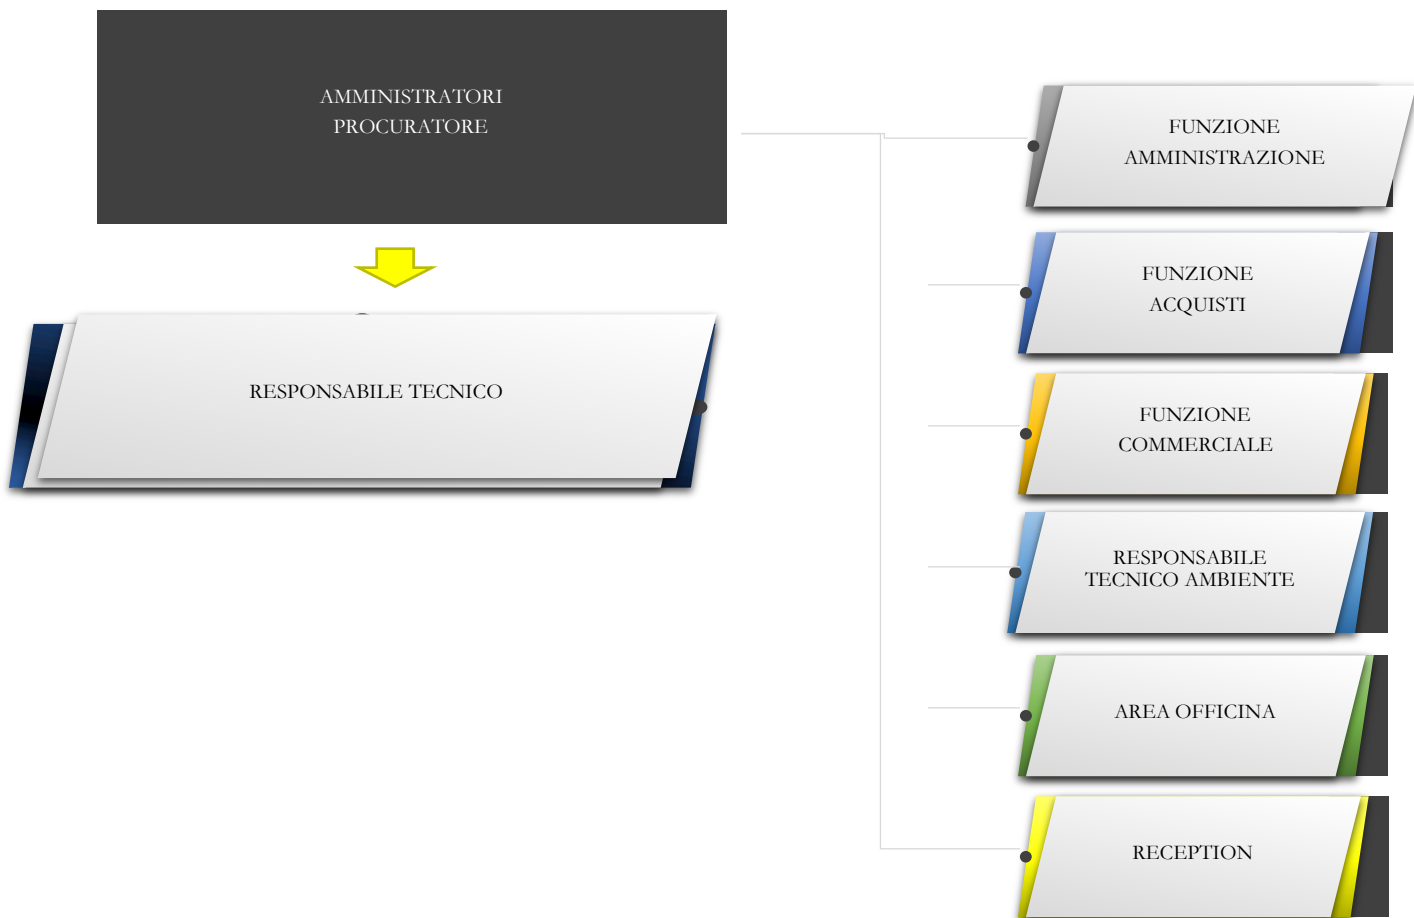 AMMINISTRATORI
PROCURATORE
RESPONSABILE TECNICO
FUNZIONE
AMMINISTRAZIONE
FUNZIONE
ACQUISTI
FUNZIONE
COMMERCIALE
RESPONSABILE
TECNICO AMBIENTE
AREA OFFICINA
RECEPTION